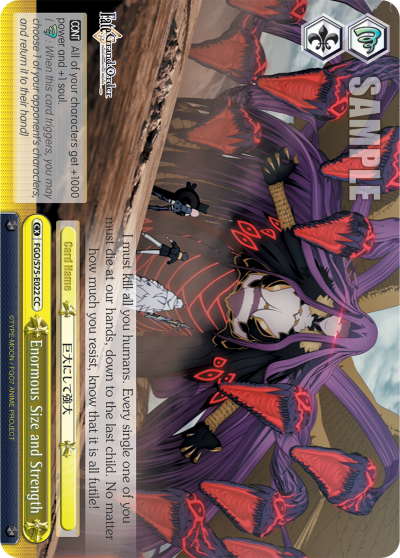 Fate/Grand Order
SAMPLE
I must kill all you humans. Every single one of you
must die at our hands, down to the last child. No matter
how much you resist, know that it is all futile!
CONT All of your characters get +1000
power and +1 soul.
( : When this card triggers, you may
choose 1 of your opponent's characters,
and return it to their hand)
Card Name
巨大にして強大
CX FGO/S75-E022 CC Enormous Size and Strength
©TYPE-MOON / FGO7 ANIME PROJECT